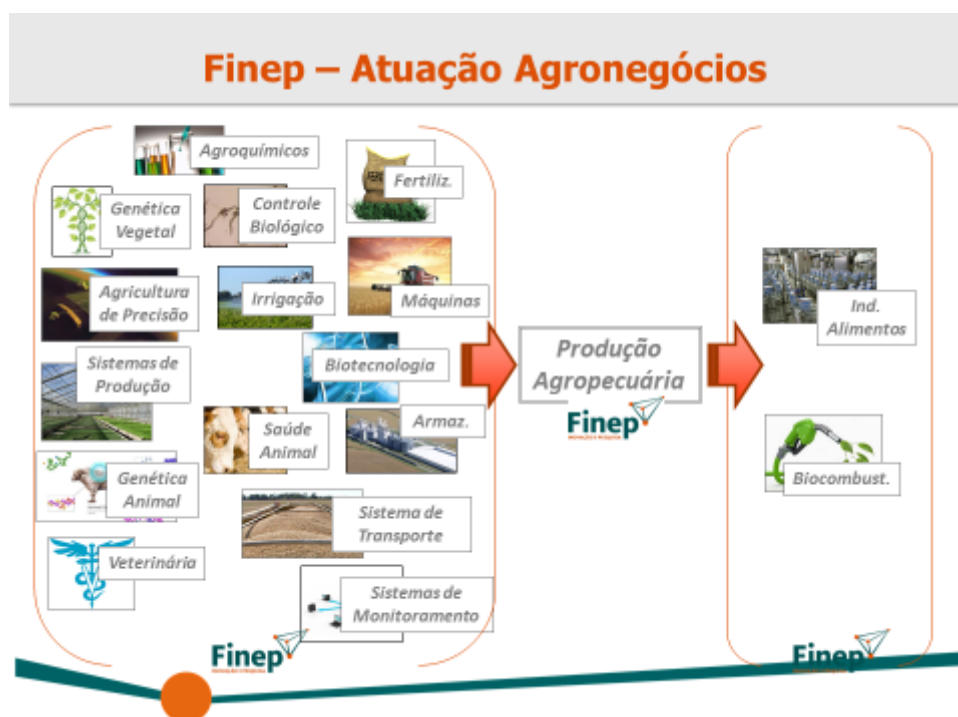 Finep – Atuação Agronegócios
Agroquímicos
Fertiliz.
Genética
Vegetal
Controle
Biológico
Agricultura
de Precisão
Irrigação
Máquinas
Sistemas de
Produção
Biotecnologia
Saúde
Animal
Armaz.
Genética
Animal
Sistema de
Transporte
Veterinária
Sistemas de
Monitoramento
Finep
Produção
Agropecuária
Finep
INOVAÇÃO E PESQUISA
Ind.
Alimentos
Biocombust.
Finep